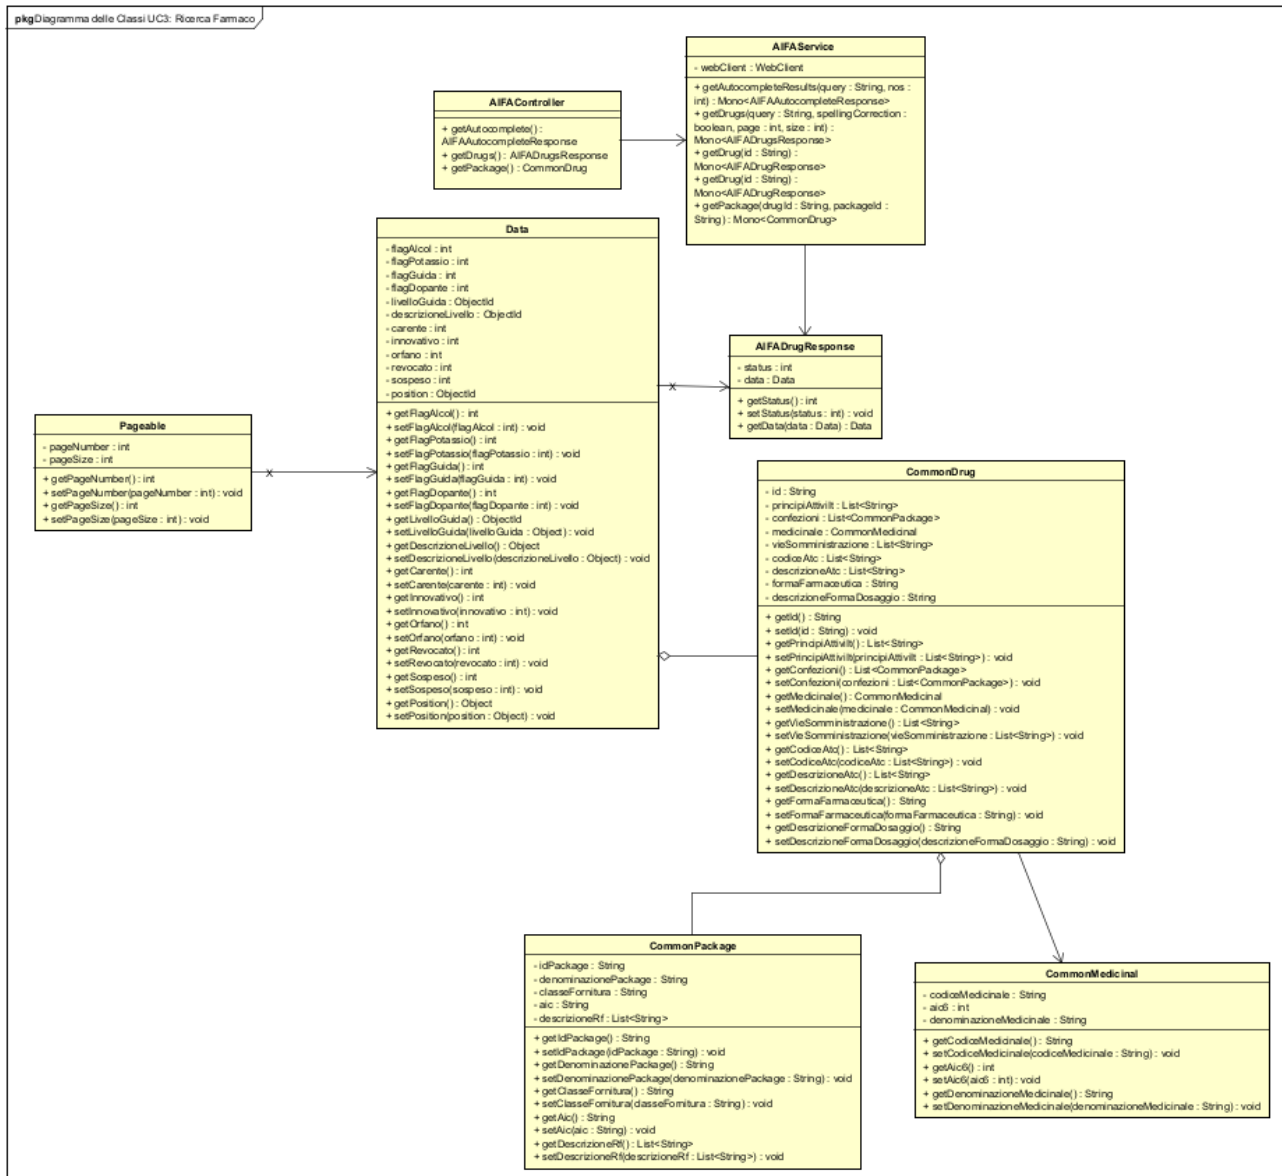 pkgDiagramma delle Classi UC3: Ricerca Farmaco
AIFAService
- webClient : WebClient
+ getAutocompleteResults(query : String, nos :
int) : Mono<AIFAAutocompleteResponse>
+ getDrugs(query : String, spellingCorrection :
boolean, page : int, size : int) :
Mono<AIFADrugsResponse>
+ getDrug(id : String) :
Mono<AIFADrugResponse>
+ getDrug(id : String) :
Mono<AIFADrugResponse>
+ getPackage(drugId : String, packageId :
String) : Mono<CommonDrug>
AIFAController
+ getAutocomplete() :
AIFAAutocompleteResponse
+ getDrugs() : AIFADrugsResponse
+ getPackage() : CommonDrug
Data
- flagAlcol : int
- flagPotassio : int
- flagGuida : int
- flagDopante : int
- livelloGuida : ObjectId
- descrizioneLivello : ObjectId
- carente : int
- innovativo : int
- orfano : int
- revocato : int
- sospeso : int
- position : ObjectId
+ getFlagAlcol() : int
+ setFlagAlcol(flagAlcol : int) : void
+ getFlagPotassio() : int
+ setFlagPotassio(flagPotassio : int) : void
+ getFlagGuida() : int
+ setFlagGuida(flagGuida : int) : void
+ getFlagDopante() : int
+ setFlagDopante(flagDopante : int) : void
+ getLivelloGuida() : ObjectId
+ setLivelloGuida(livelloGuida : Object) : void
+ getDescrizioneLivello() : Object
+ setDescrizioneLivello(descrizioneLivello : Object) : void
+ getCarente() : int
+ setCarente(carente : int) : void
+ getInnovativo() : int
+ setInnovativo(innovativo : int) : void
+ getOrfano() : int
+ setOrfano(orfano : int) : void
+ getRevocato() : int
+ setRevocato(revocato : int) : void
+ getSospeso() : int
+ setSospeso(sospeso : int) : void
+ getPosition() : Object
+ setPosition(position : Object) : void
AIFADrugResponse
- status : int
- data : Data
+ getStatus() : int
+ setStatus(status : int) : void
+ getData(data : Data) : Data
Pageable
- pageNumber : int
- pageSize : int
+ getPageNumber() : int
+ setPageNumber(pageNumber : int) : void
+ getPageSize() : int
+ setPageSize(pageSize : int) : void
CommonDrug
- id : String
- principiAttiviIt : List<String>
- confezioni : List<CommonPackage>
- medicinale : CommonMedicinal
- vieSomministrazione : List<String>
- codiceAtc : List<String>
- descrizioneAtc : List<String>
- formaFarmaceutica : String
- descrizioneFormaDosaggio : String
+ getId() : String
+ setId(id : String) : void
+ getPrincipiAttiviIt() : List<String>
+ setPrincipiAttiviIt(principiAttiviIt : List<String>) : void
+ getConfezioni() : List<CommonPackage>
+ setConfezioni(confezioni : List<CommonPackage>) : void
+ getMedicinale() : CommonMedicinal
+ setMedicinale(medicinale : CommonMedicinal) : void
+ getVieSomministrazione() : List<String>
+ setVieSomministrazione(vieSomministrazione : List<String>) : void
+ getCodiceAtc() : List<String>
+ setCodiceAtc(codiceAtc : List<String>) : void
+ getDescrizioneAtc() : List<String>
+ setDescrizioneAtc(descrizioneAtc : List<String>) : void
+ getFormaFarmaceutica() : String
+ setFormaFarmaceutica(formaFarmaceutica : String) : void
+ getDescrizioneFormaDosaggio() : String
+ setDescrizioneFormaDosaggio(descrizioneFormaDosaggio : String) : void
CommonPackage
- idPackage : String
- denominazionePackage : String
- classeFornitura : String
- aic : String
- descrizioneRf : List<String>
+ getIdPackage() : String
+ setIdPackage(idPackage : String) : void
+ getDenominazionePackage() : String
+ setDenominazionePackage(denominazionePackage : String) : void
+ getClasseFornitura() : String
+ setClasseFornitura(classeFornitura : String) : void
+ getAic() : String
+ setAic(aic : String) : void
+ getDescrizioneRf() : List<String>
+ setDescrizioneRf(descrizioneRf : List<String>) : void
CommonMedicinal
- codiceMedicinale : String
- aic6 : int
- denominazioneMedicinale : String
+ getCodiceMedicinale() : String
+ setCodiceMedicinale(codiceMedicinale : String) : void
+ getAic6() : int
+ setAic6(aic6 : int) : void
+ getDenominazioneMedicinale() : String
+ setDenominazioneMedicinale(denominazioneMedicinale : String) : void